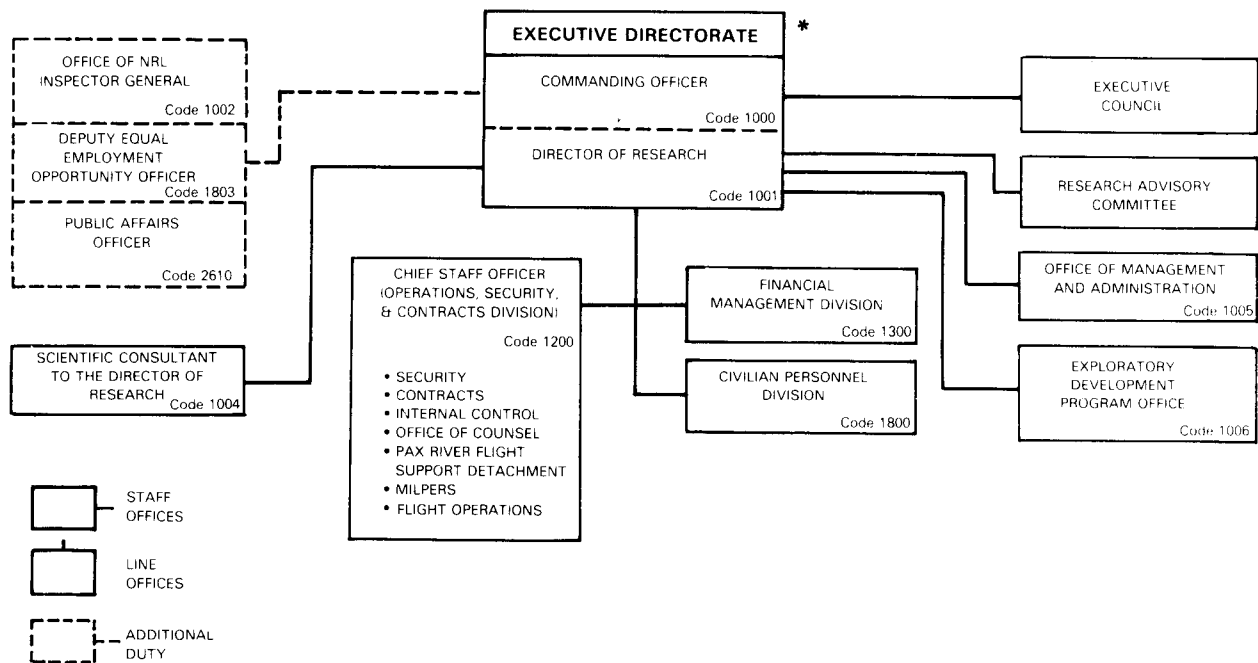 EXECUTIVE DIRECTORATE *
COMMANDING OFFICER
Code 1000
DIRECTOR OF RESEARCH
Code 1001
OFFICE OF NRL
INSPECTOR GENERAL
Code 1002
DEPUTY EQUAL
EMPLOYMENT
OPPORTUNITY OFFICER
Code 1803
PUBLIC AFFAIRS
OFFICER
Code 2610
SCIENTIFIC CONSULTANT
TO THE DIRECTOR OF
RESEARCH
Code 1004
CHIEF STAFF OFFICER
(OPERATIONS, SECURITY,
& CONTRACTS DIVISION)
Code 1200
• SECURITY
• CONTRACTS
• INTERNAL CONTROL
• OFFICE OF COUNSEL
• PAX RIVER FLIGHT
SUPPORT DETACHMENT
• MILPERS
• FLIGHT OPERATIONS
FINANCIAL
MANAGEMENT DIVISION
Code 1300
CIVILIAN PERSONNEL
DIVISION
Code 1800
EXECUTIVE
COUNCIL
RESEARCH ADVISORY
COMMITTEE
OFFICE OF MANAGEMENT
AND ADMINISTRATION
Code 1005
EXPLORATORY
DEVELOPMENT
PROGRAM OFFICE
Code 1006
STAFF
OFFICES
LINE
OFFICES
ADDITIONAL
DUTY